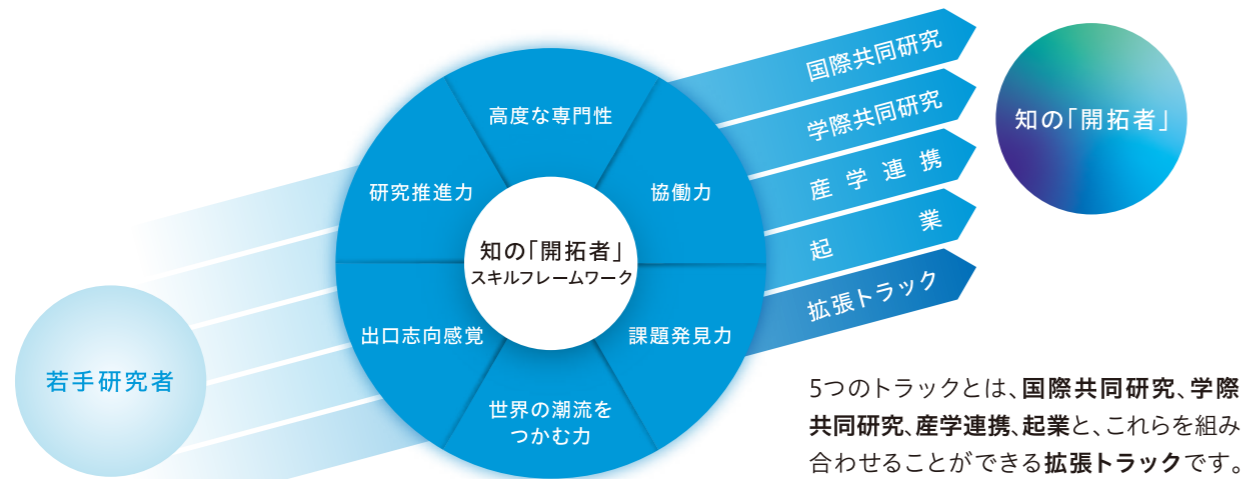 国際共同研究
学際共同研究
産学連携
起業
拡張トラック
知の「開拓者」
高度な専門性
研究推進力
協働力
知の「開拓者」
スキルフレームワーク
出口志向感覚
課題発見力
世界の潮流を
つかむ力
若手研究者
5つのトラックとは、国際共同研究、学際
共同研究、産学連携、起業と、これらを組み
合わせることができる拡張トラックです。